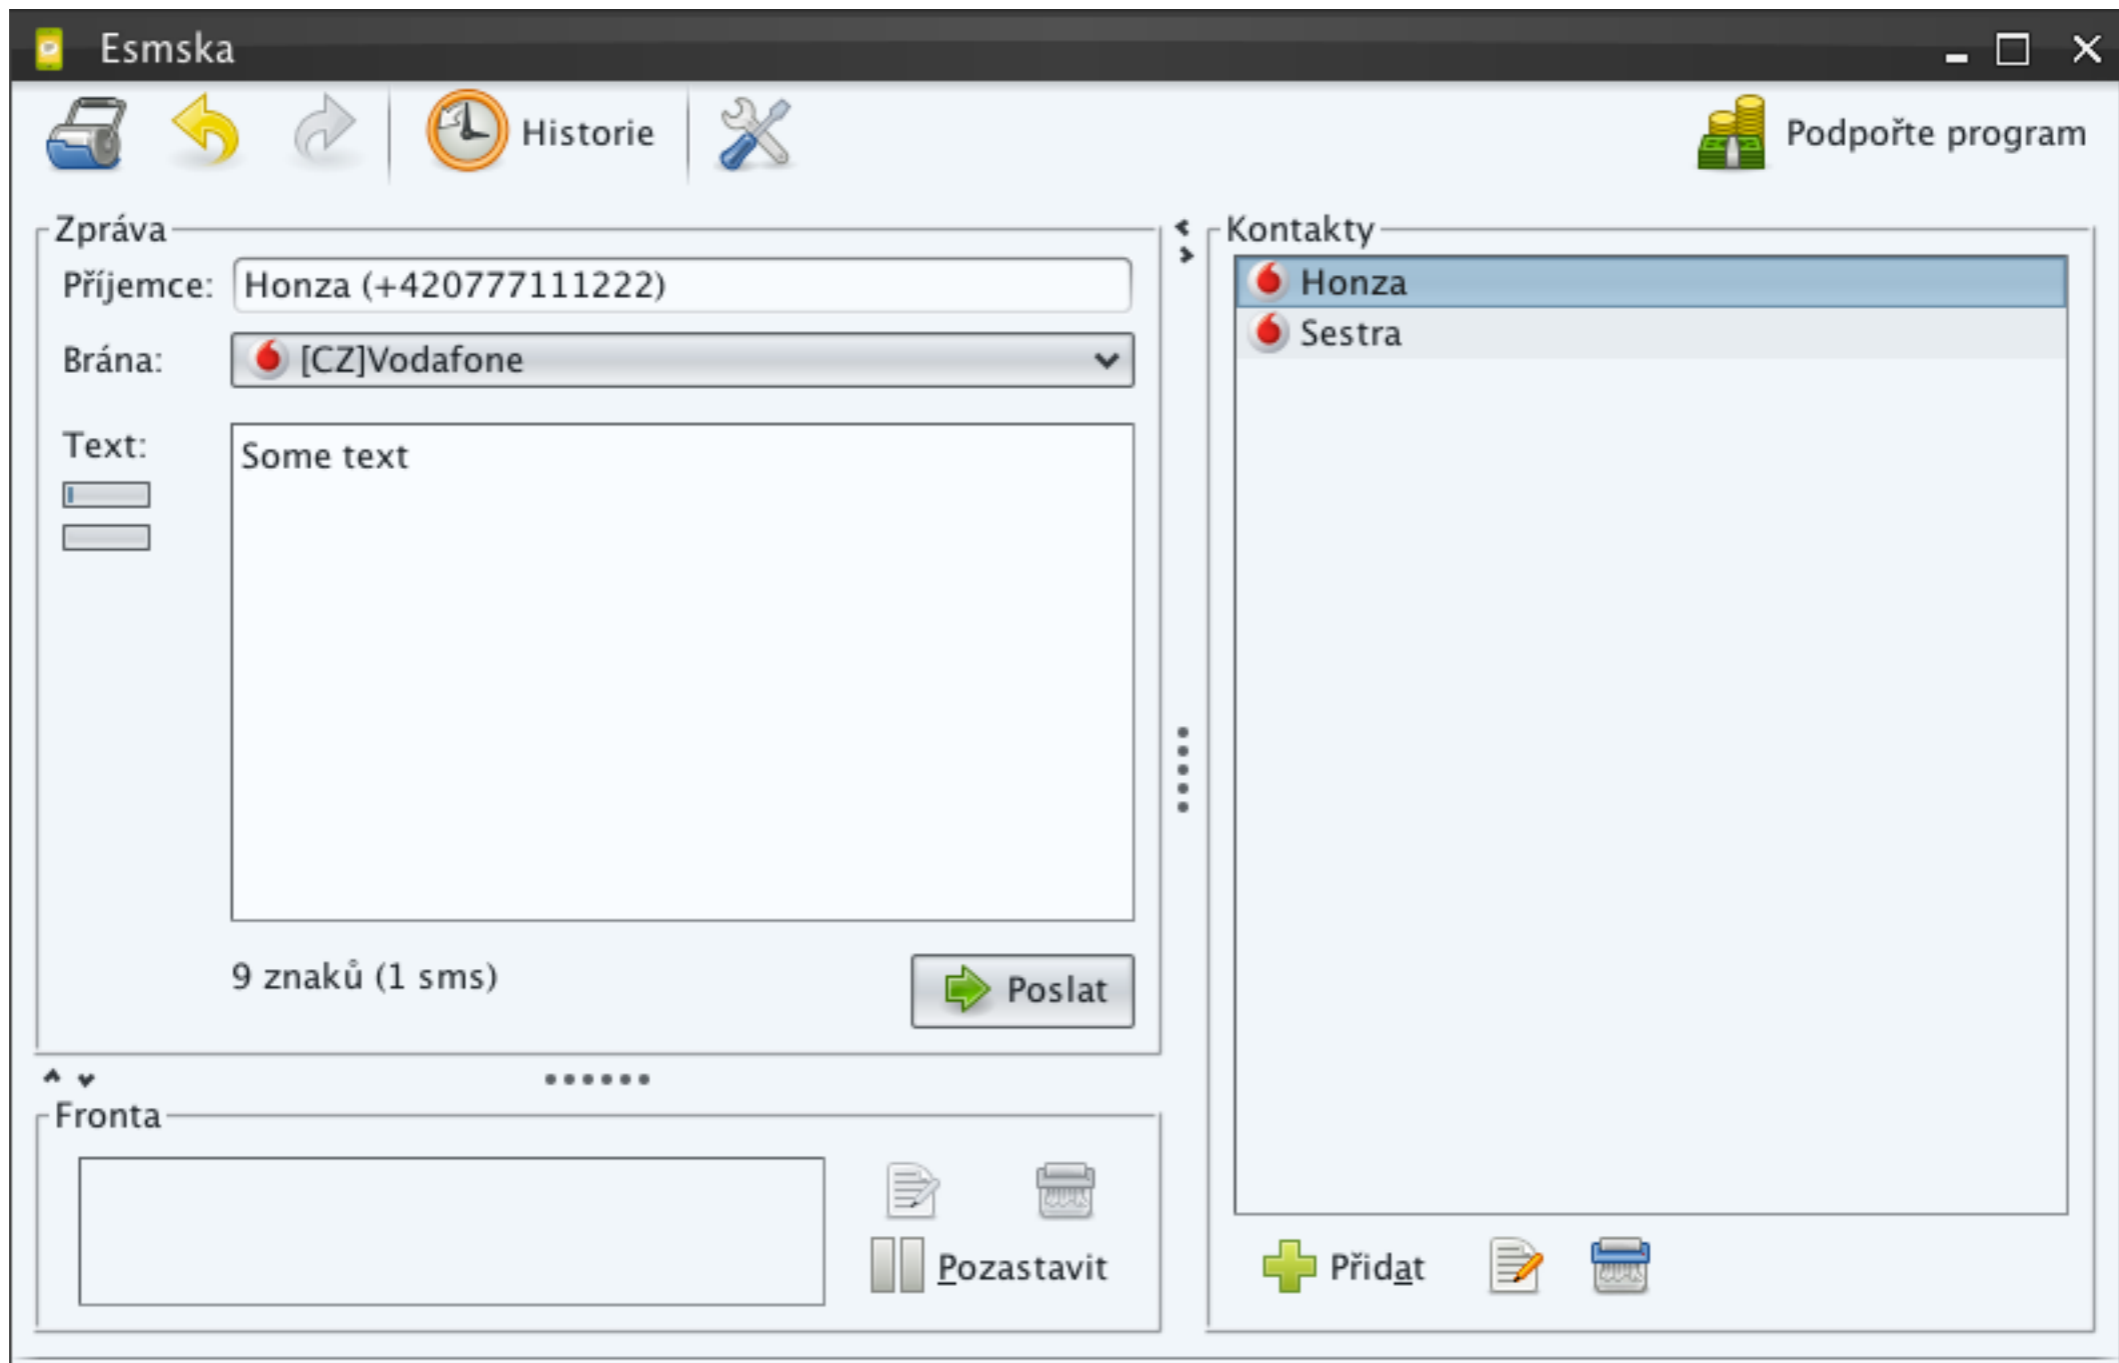 Esmska
Historie
Podpořte program
Zpráva
Příjemce: Honza (+420777111222)
Brána: [CZ]Vodafone
Text: Some text
9 znaků (1 sms)
Poslat
Fronta
Pozastavit
Kontakty
Honza
Sestra
Přidat